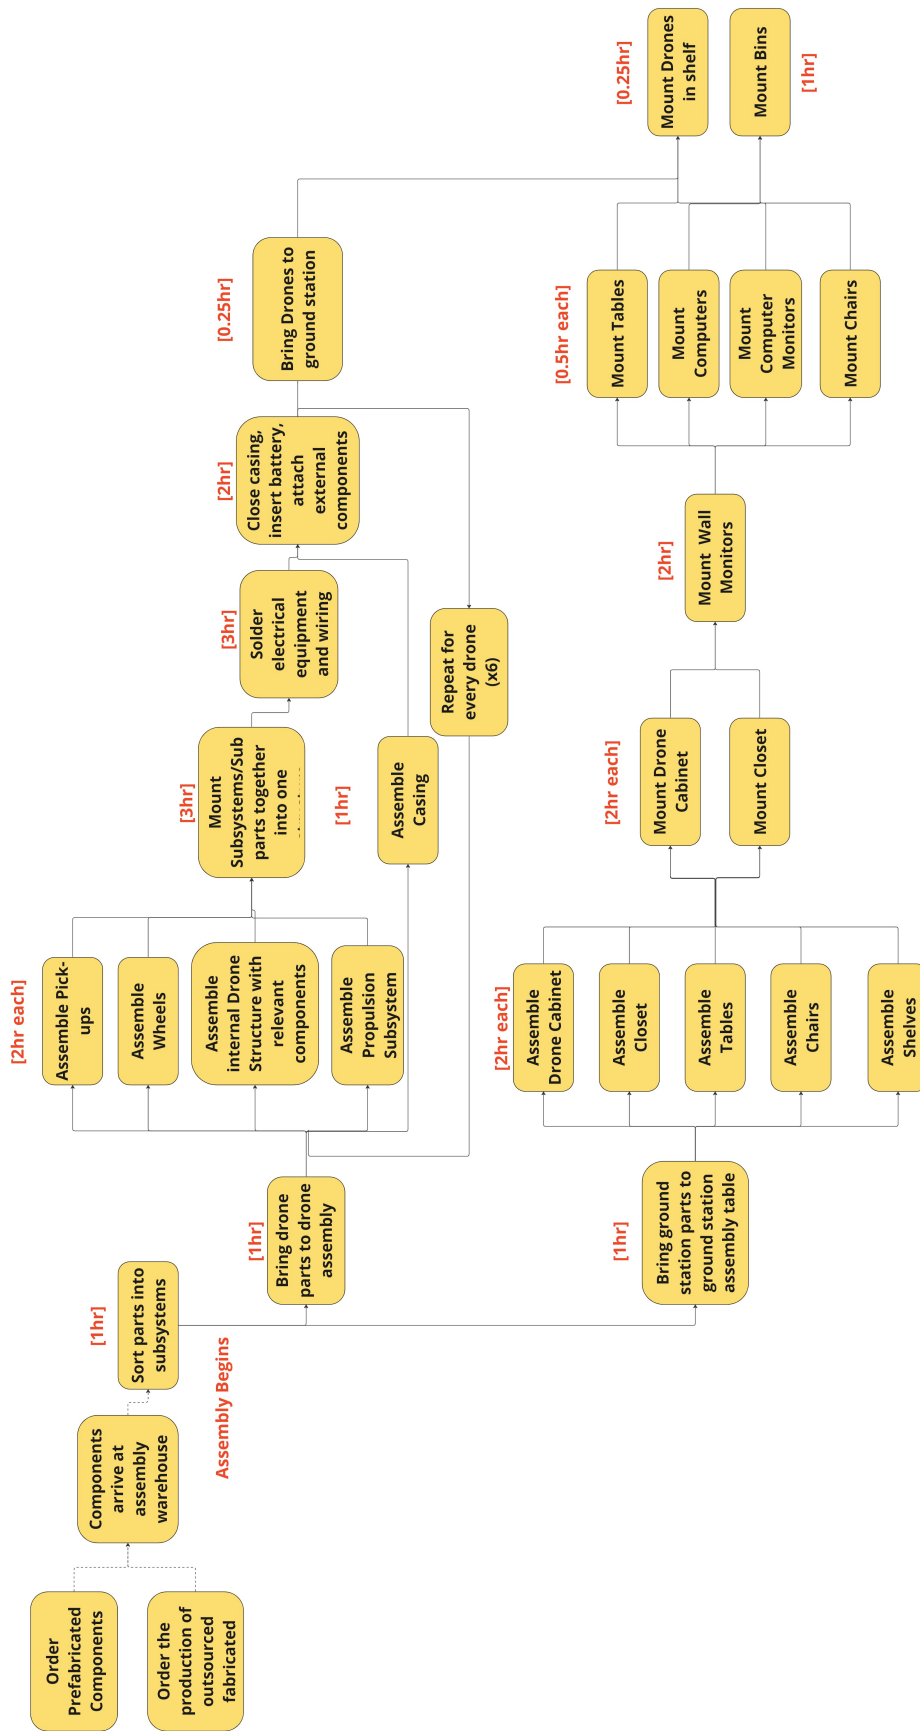 Order
Prefabricated
Components
Order the
production of
outsourced
fabricated
Components
arrive at
assembly
warehouse
[1hr]
Sort parts into
subsystems
Assembly Begins
[1hr]
Bring drone
parts to drone
assembly
[2hr each]
Assemble Pick-
ups
Assemble
Wheels
Assemble
internal Drone
Structure with
relevant
components
Assemble
Propulsion
Subsystem
[3hr]
Mount
Subsystems/Sub
parts together
into one
[1hr]
Assemble
Casing
[3hr]
Solder
electrical
equipment
and wiring
Repeat for
every drone
(x6)
[2hr]
Close casing,
insert battery,
attach
external
components
[0.25hr]
Bring Drones to
ground station
[1hr]
Bring ground
station parts to
ground station
assembly table
[2hr each]
Assemble
Drone Cabinet
Assemble
Closet
Assemble
Tables
Assemble
Chairs
Assemble
Shelves
[2hr each]
Mount Drone
Cabinet
Mount Closet
[2hr]
Mount Wall
Monitors
[0.5hr each]
Mount Tables
Mount
Computers
Mount
Computer
Monitors
Mount Chairs
[0.25hr]
Mount Drones
in shelf
Mount Bins
[1hr]